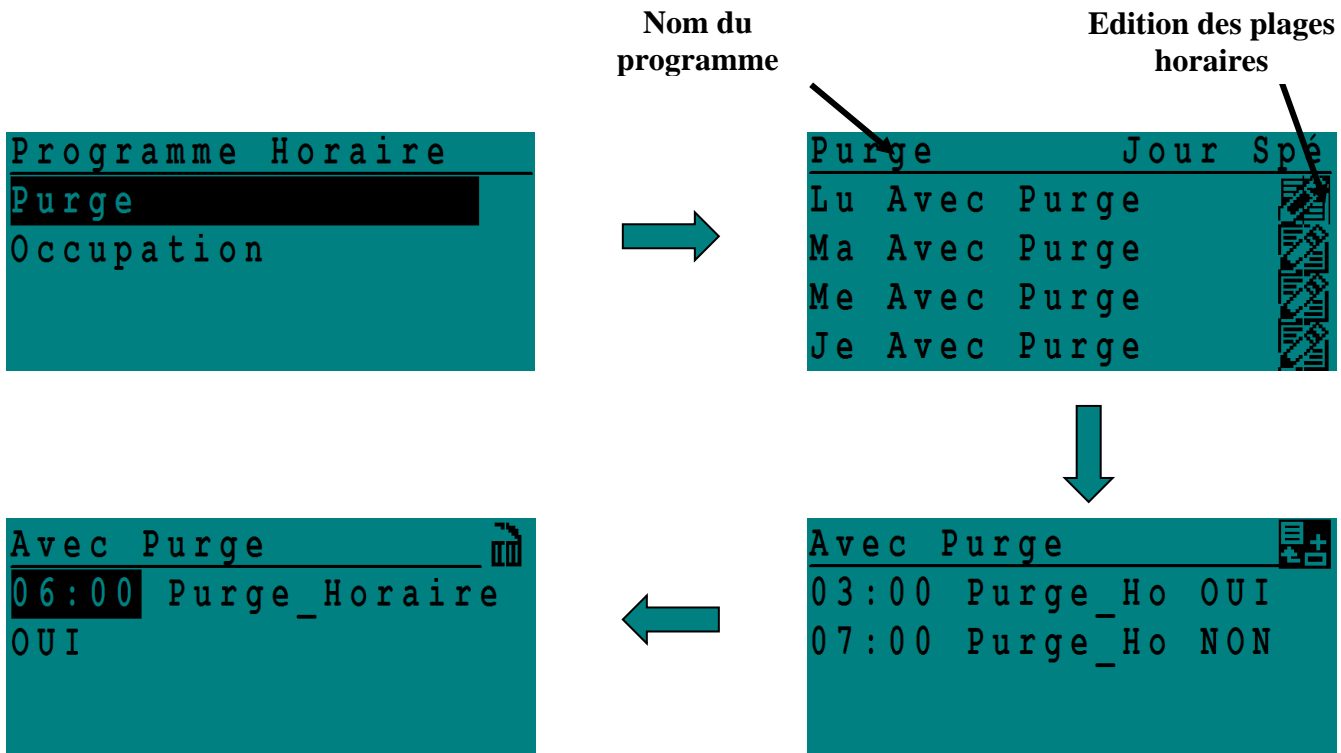 Nom du
programme
Edition des plages
horaires
Programme Horaire
Purge
Occupation
Purge Jour Spé
Lu Avec Purge
Ma Avec Purge
Me Avec Purge
Je Avec Purge
Avec Purge
06:00 Purge_Horaire
OUI
Avec Purge
03:00 Purge_Ho OUI
07:00 Purge_Ho NON